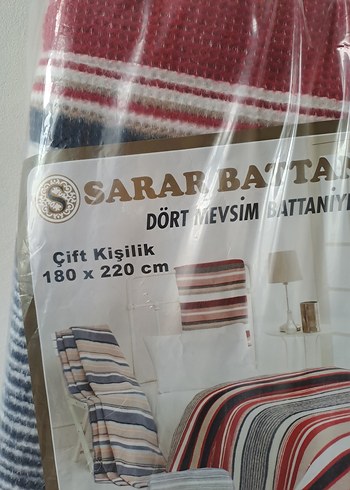 S
SARAR BATTA
DÖRT MEVSİM BATTANİY
Çift Kişilik
180 x 220 cm